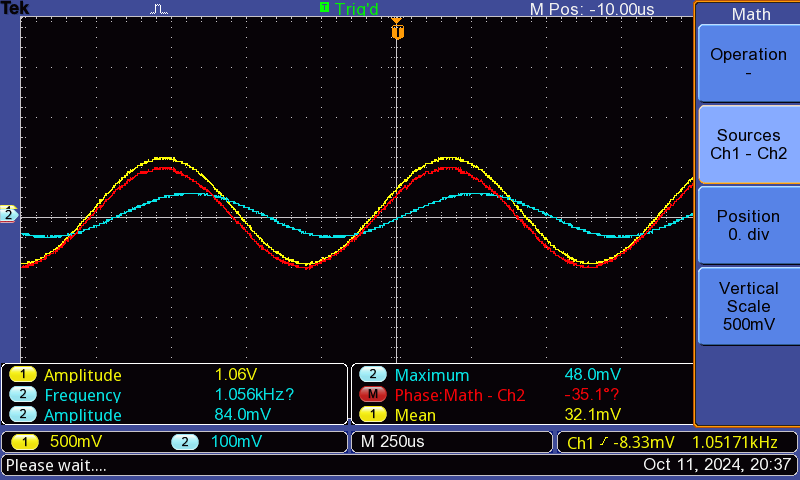 Tek T Trig'd M Pos: -10.00us
T
Math
Operation
-
Sources
Ch1 - Ch2
Position
0. div
Vertical
Scale
500mV
2
1 Amplitude 1.06V
2 Frequency 1.056kHz?
2 Amplitude 84.0mV
2 Maximum 48.0mV
M Phase:Math - Ch2 -35.1°?
1 Mean 32.1mV
1 500mV 2 100mV M 250us Ch1 -8.33mV 1.05171kHz
Please wait.... Oct 11, 2024, 20:37